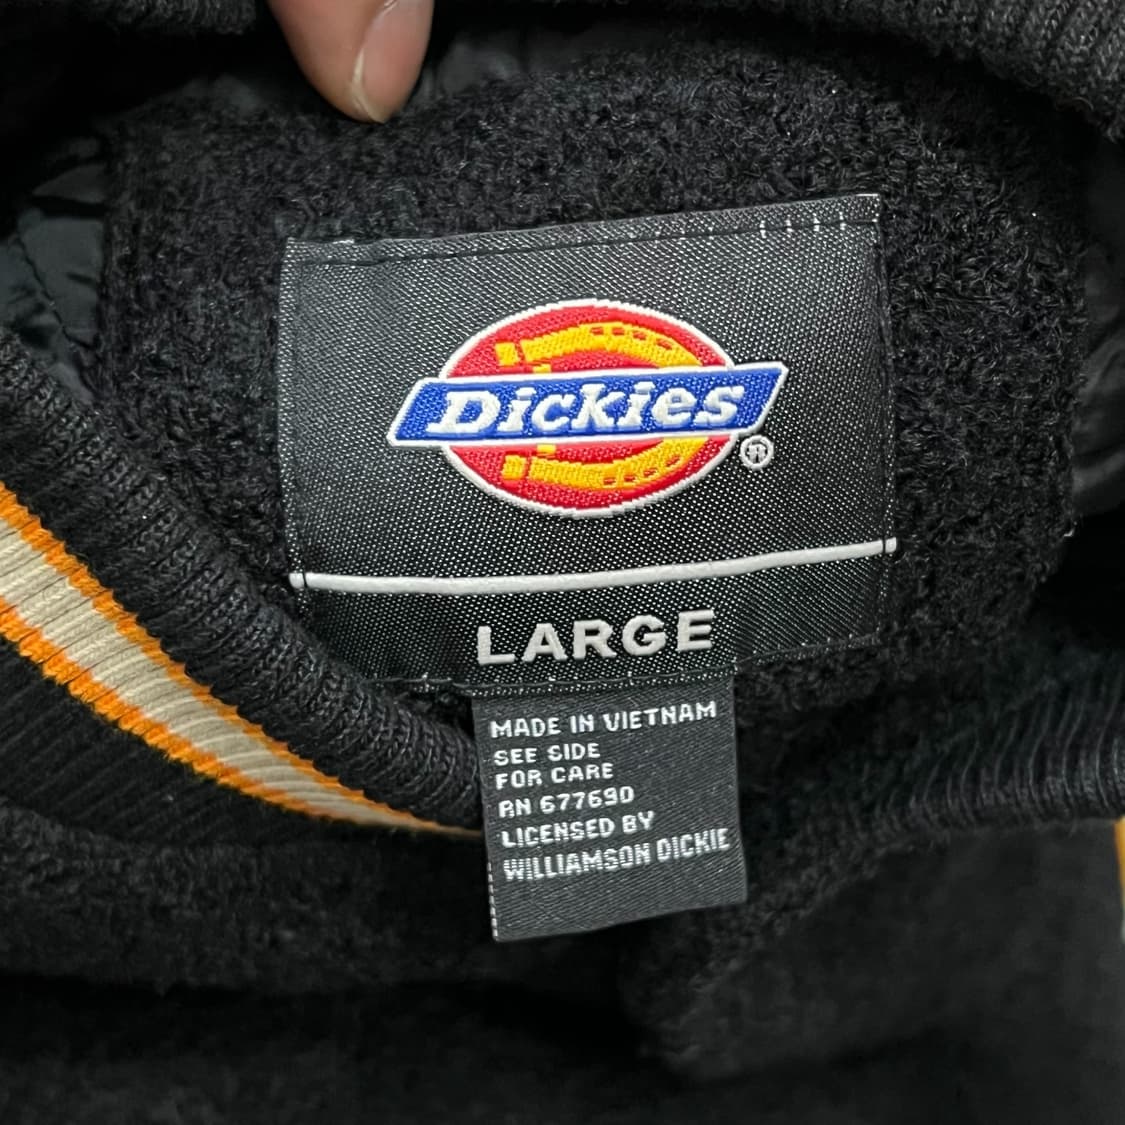 Dickies®
LARGE
MADE IN VIETNAM
SEE SIDE
FOR CARE
RN 677690
LICENSED BY
WILLIAMSON DICKIE